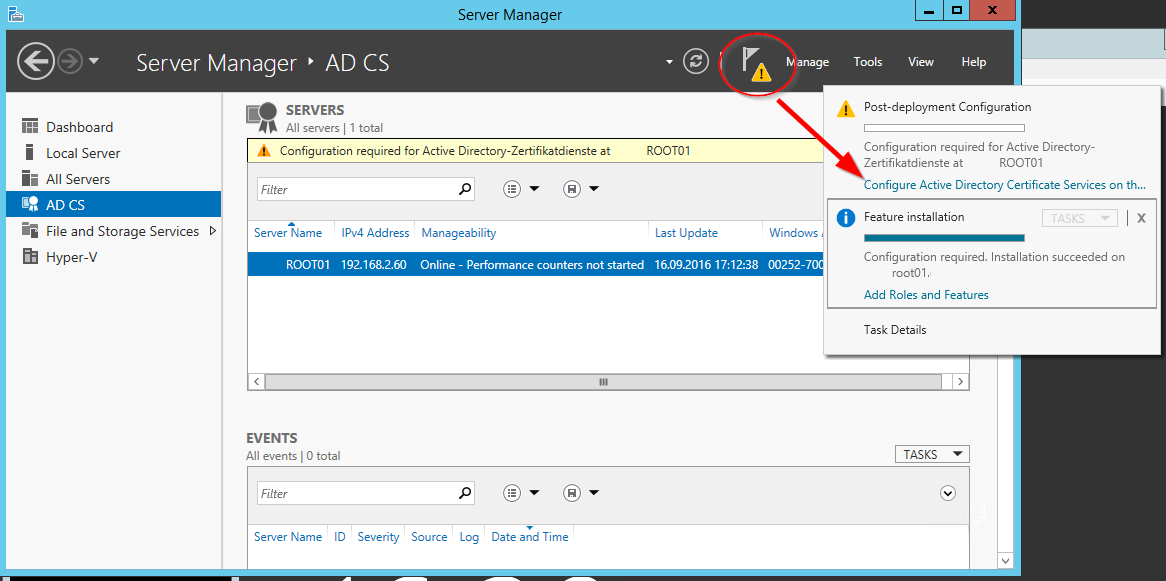 Server Manager
Server Manager ‣ AD CS
Manage Tools View Help
Dashboard
Local Server
All Servers
AD CS
File and Storage Services
Hyper-V
SERVERS
All servers | 1 total
Configuration required for Active Directory-Zertifikatdienste at ROOT01
Filter
Server Name IPv4 Address Manageability Last Update Windows
ROOT01 192.168.2.60 Online - Performance counters not started 16.09.2016 17:12:38 00252-700
EVENTS
All events | 0 total
TASKS
Filter
Server Name ID Severity Source Log Date and Time
Post-deployment Configuration
Configuration required for Active Directory-
Zertifikatdienste at ROOT01
Configure Active Directory Certificate Services on th...
Feature installation
TASKS
X
Configuration required. Installation succeeded on
root01.
Add Roles and Features
Task Details